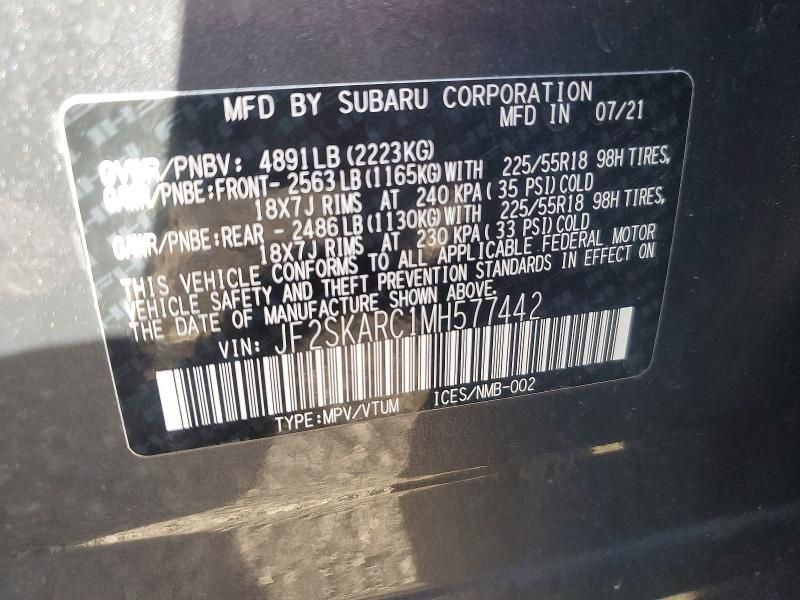 MFD BY SUBARU CORPORATION
MFD IN 07/21
GVWR/PNBV: 4891LB (2223KG)
GAWR/PNBE:FRONT- 2563LB (1165KG) WITH 225/55R18 98H TIRES,
18X7J RIMS AT 240 KPA( 35 PSI) COLD
GAWR/PNBE:REAR - 2486LB (1130KG) WITH 225/55R18 98H TIRES,
18X7J RIMS AT 230 KPA( 33 PSI) COLD
THIS VEHICLE CONFORMS TO ALL APPLICABLE FEDERAL MOTOR
VEHICLE SAFETY AND THEFT PREVENTION STANDARDS IN EFFECT ON
THE DATE OF MANUFACTURE SHOWN ABOVE.
VIN: JF2SKARC1MH577442
TYPE:MPV/VTUM ICES/NMB-002